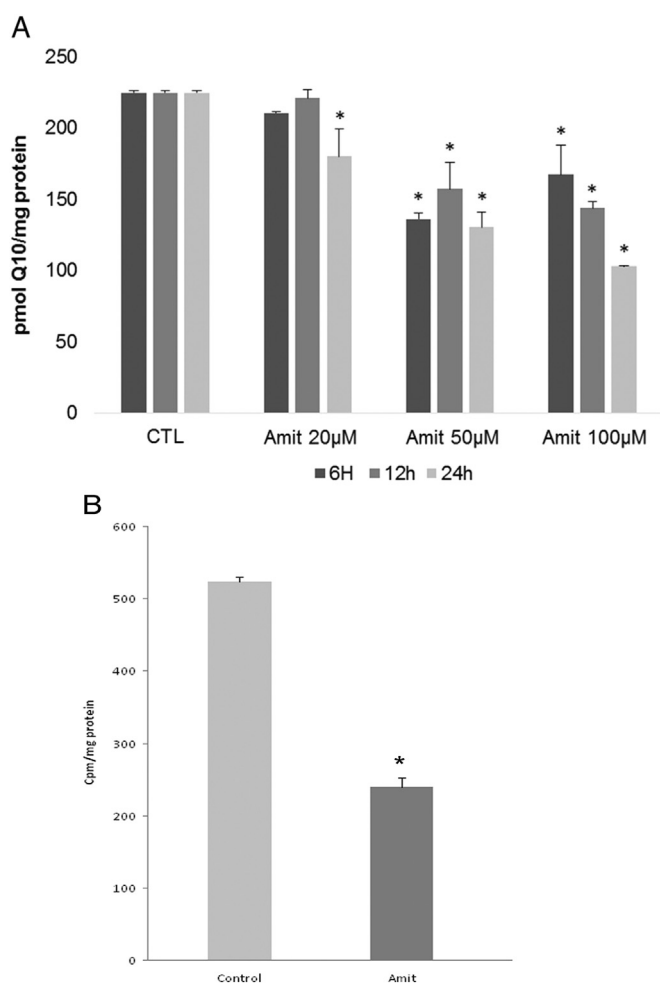 A
250
200
150
100
50
0
pmol Q10/mg protein
* * * * * * *
CTL Amit 20µM Amit 50µM Amit 100µM
6H 12h 24h
B
600
500
400
300
200
100
0
Cpm/mg protein
*
Control Amit